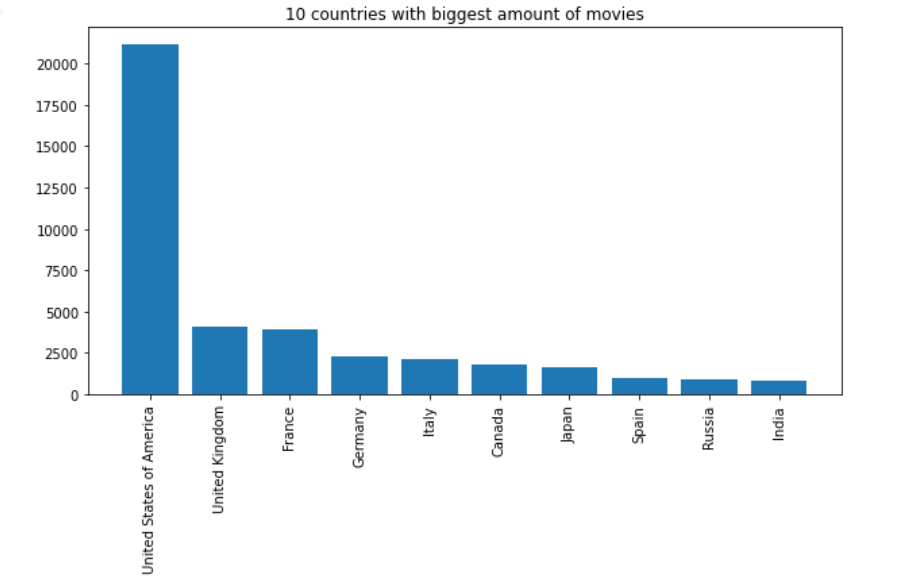 10 countries with biggest amount of movies
20000
17500
15000
12500
10000
7500
5000
2500
0
United States of America
United Kingdom
France
Germany
Italy
Canada
Japan
Spain
Russia
India